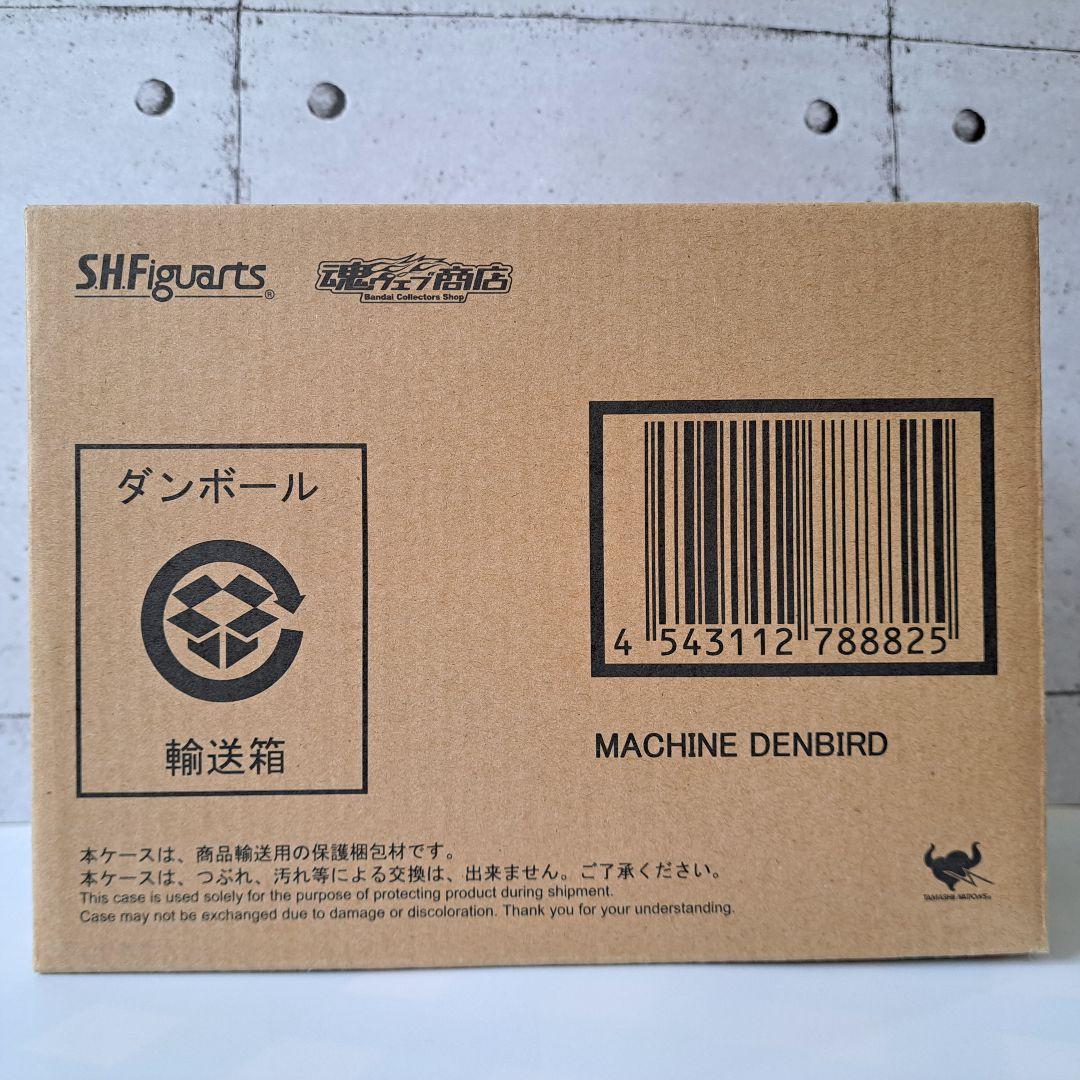 S.H.Figuarts®
魂ウェブ商店
Bandai Collectors Shop
ダンボール
輸送箱
4 543112 788825
MACHINE DENBIRD
本ケースは、商品輸送用の保護梱包材です。
本ケースは、つぶれ、汚れ等による交換は、出来ません。ご了承ください。
This case is used solely for the purpose of protecting product during shipment.
Case may not be exchanged due to damage or discoloration. Thank you for your understanding.
TAMASHII NATIONS